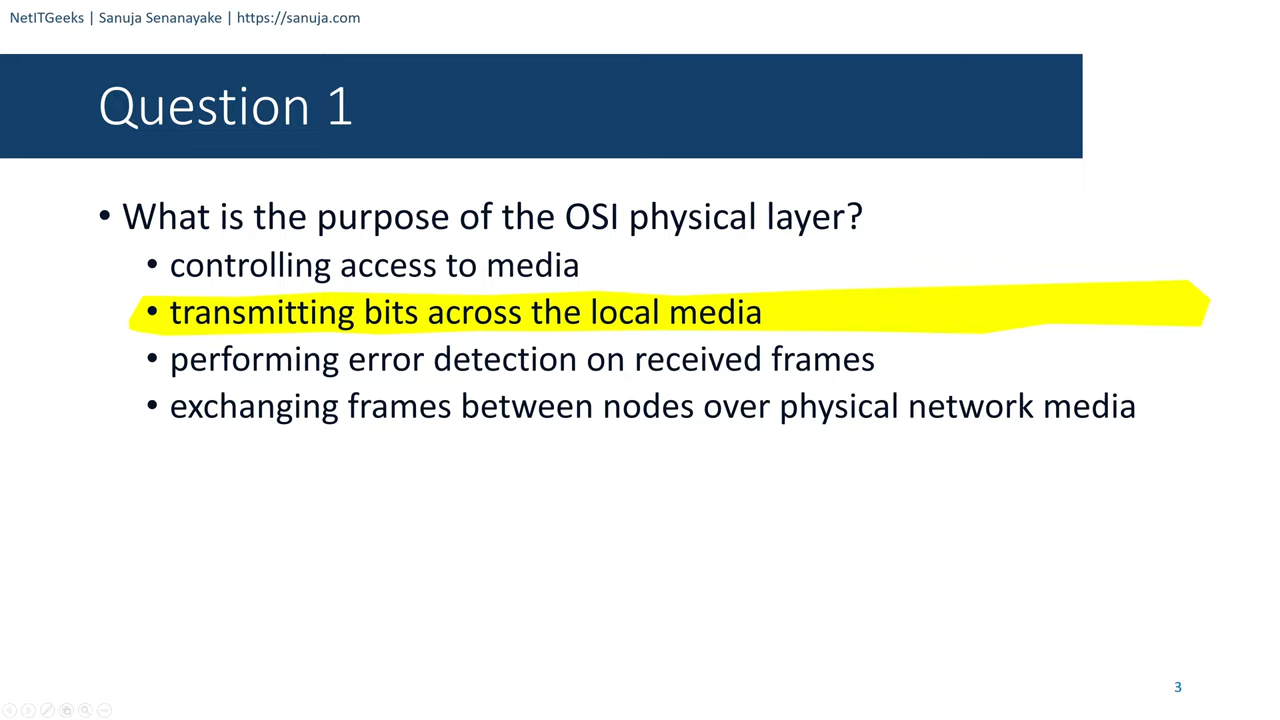 NetITGeeks | Sanuja Senanayake | https://sanuja.com
Question 1
• What is the purpose of the OSI physical layer?
• controlling access to media
• transmitting bits across the local media
• performing error detection on received frames
• exchanging frames between nodes over physical network media
3